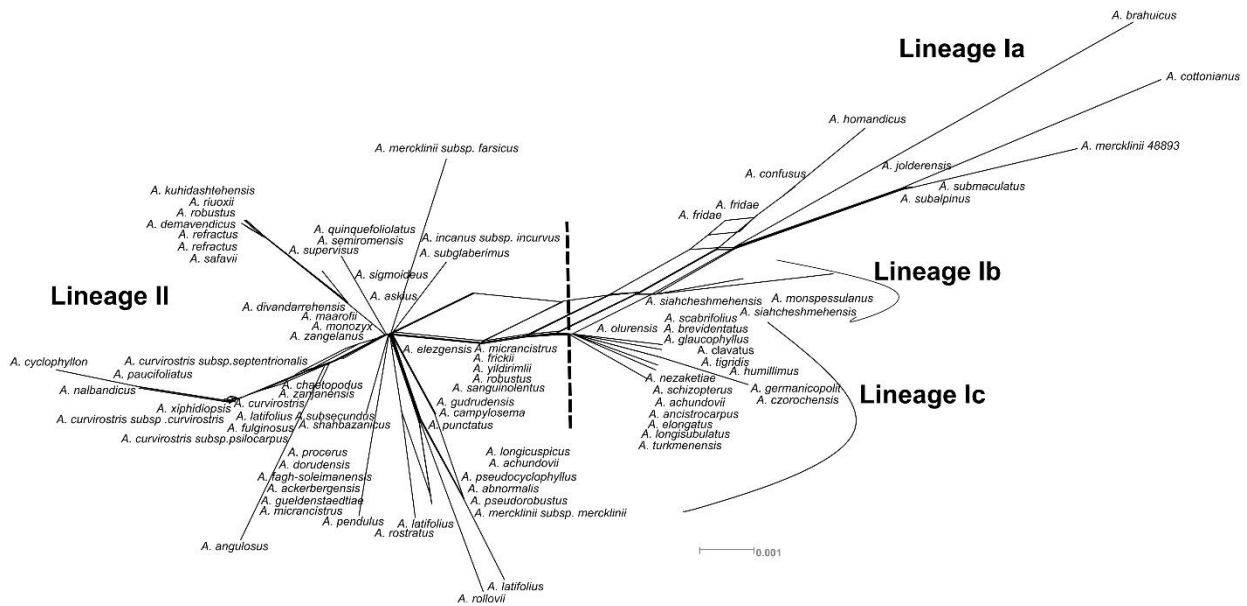 A. brahuicus
Lineage Ia
A. cottonianus
A. homandicus
A. mercklinii subsp. farsicus
A. mercklinii 48893
A. jolderensis
A. confusus
A. submaculatus
A. subalpinus
A. kuhidashtehensis
A. riuoxii
A. robustus
A. demavendicus
A. refractus
A. refractus
A. safavii
A. fridae
A. fridae
A. quinquefoliolatus
A. semiromensis
A. supervisus
A. incanus subsp. incurvus
A. subglaberimus
A. sigmoideus
A. askius
Lineage Ib
Lineage II
A. divandarrehensis
A. maarofii
A. monozyx
A. zangelanus
A. siahcheshmehensis
A. monspessulanus
A. siahcheshmehensis
A. olurensis
A. scabrifolius
A. brevidentatus
A. glaucophyllus
A. clavatus
A. tigridis
A. humillimus
A. elezgensis
A. micrancistrus
A. frickii
A. yildirimlii
A. robustus
A. sanguinolentus
A. cyclophyllon
A. curvirostris subsp.septentrionalis
A. paucifoliatus
A. nalbandicus
A. nezaketiae
A. germanicopolit
A. czorochensis
Lineage Ic
A. schizopterus
A. achundovii
A. ancistrocarpus
A. elongatus
A. longisubulatus
A. turkmenensis
A. chaetopodus
A. zanjanensis
A. xiphidiopsis
A. curvirostris
A. curvirostris subsp .curvirostris
A. latifolius
A. subsecundus
A. fulginosus
A. shahbazanicus
A. curvirostris subsp.psilocarpus
A. gudrudensis
A. campylosema
A. punctatus
A. procerus
A. dorudensis
A. fagh-soleimanensis
A. ackerbergensis
A. gueldenstaedtiae
A. micrancistrus
A. longicuspicus
A. achundovii
A. pseudocyclophyllus
A. abnormalis
A. pseudorobustus
A. mercklinii subsp. mercklinii
A. pendulus
A. latifolius
A. rostratus
A. angulosus
0.001
A. latifolius
A. rollovii